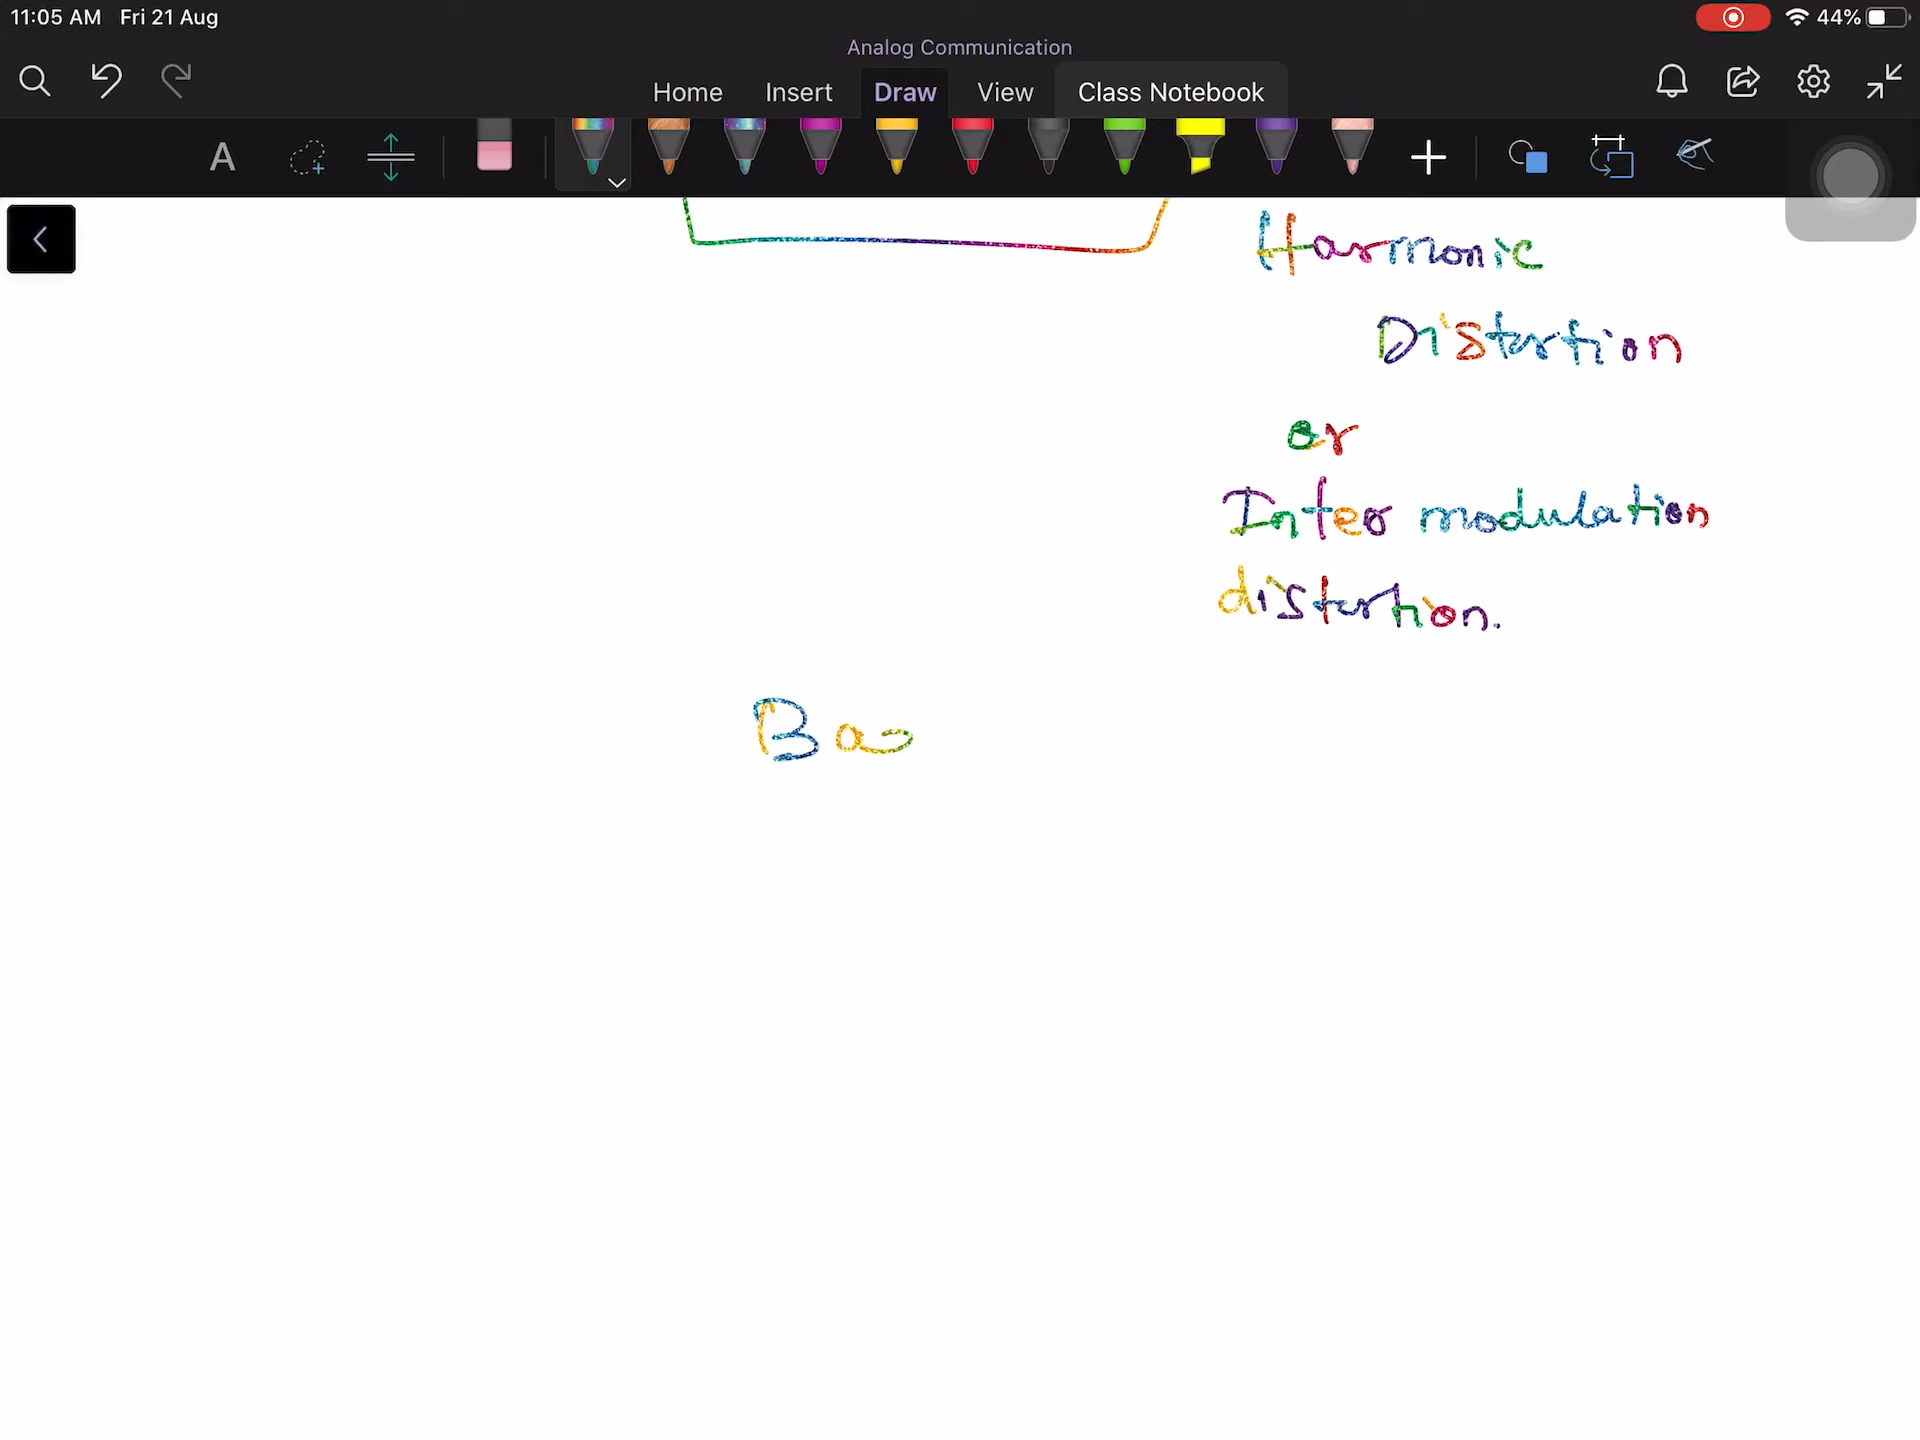 11:05 AM Fri 21 Aug
44%
Analog Communication
Home Insert Draw View Class Notebook
A
Harmonic
Distortion
or
Inter modulation
distortion.
Ba